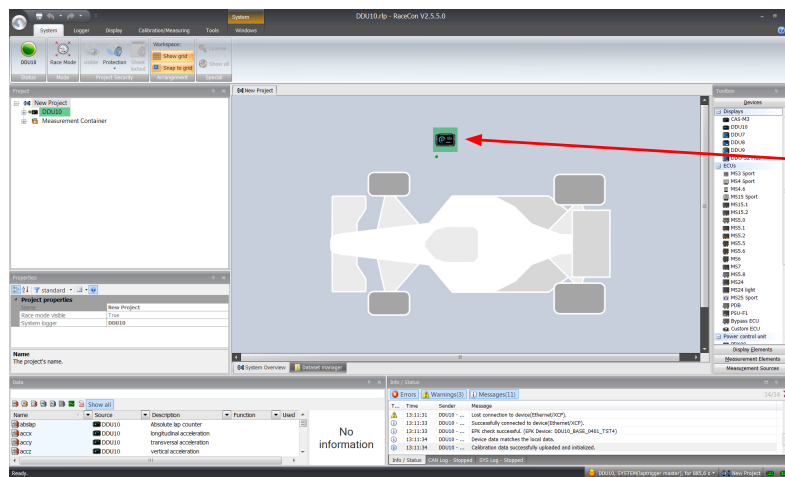 DDU10.rlp - RaceCon V2.5.5.0
System
System Logger Display Calibration/Measuring Tools Windows
DDU10
Race Mode
Visible
Protection
Workspace:
Show grid
Snap to grid
Show all
Status Mode Project Security Arrangement Special
Project
New Project
DDU10
Measurement Container
New Project
Toolbox
Devices
Displays
CAS-M3
DDU10
DDU7
DDU8
DDU9
ECUs
MS3 Sport
MS4 Sport
MS4.6
MS15 Sport
MS15.1
MS15.2
MS5.0
MS5.1
MS5.2
MS5.5
MS5.6
MS6
MS7
MS5.8
MS24
MS24 light
MS25 Sport
PDB
PSU-F1
Bypass ECU
Custom ECU
Power control unit
Display Elements
Measurement Elements
Measurement Sources
Properties
standard
Project properties
Name New Project
Race mode visible True
System logger DDU10
Name
The project's name.
System Overview Dataset manager
Data
Show all
Name Source Description Function Used
abslap DDU10 Absolute lap counter
accx DDU10 longitudinal acceleration
accy DDU10 transversal acceleration
accz DDU10 vertical acceleration
No
information
Info / Status
Errors Warnings(3) Messages(11) 14/14
T... Time Sender Message
13:11:31 DDU10 - ... Lost connection to device(Ethernet/XCP).
13:11:33 DDU10 - ... Successfully connected to device(Ethernet/XCP).
13:11:33 DDU10 - ... EPK check successful. (EPK Device: DDU10_BASE_0401_TST4)
13:11:34 DDU10 - ... Device data matches the local data.
13:11:34 DDU10 - ... Calibration data successfully uploaded and initialized.
Info / Status CAN Log - Stopped SYS Log - Stopped
Ready.
DDU10, SYSTEM(laptrigger master), for 865,6 s
New Project